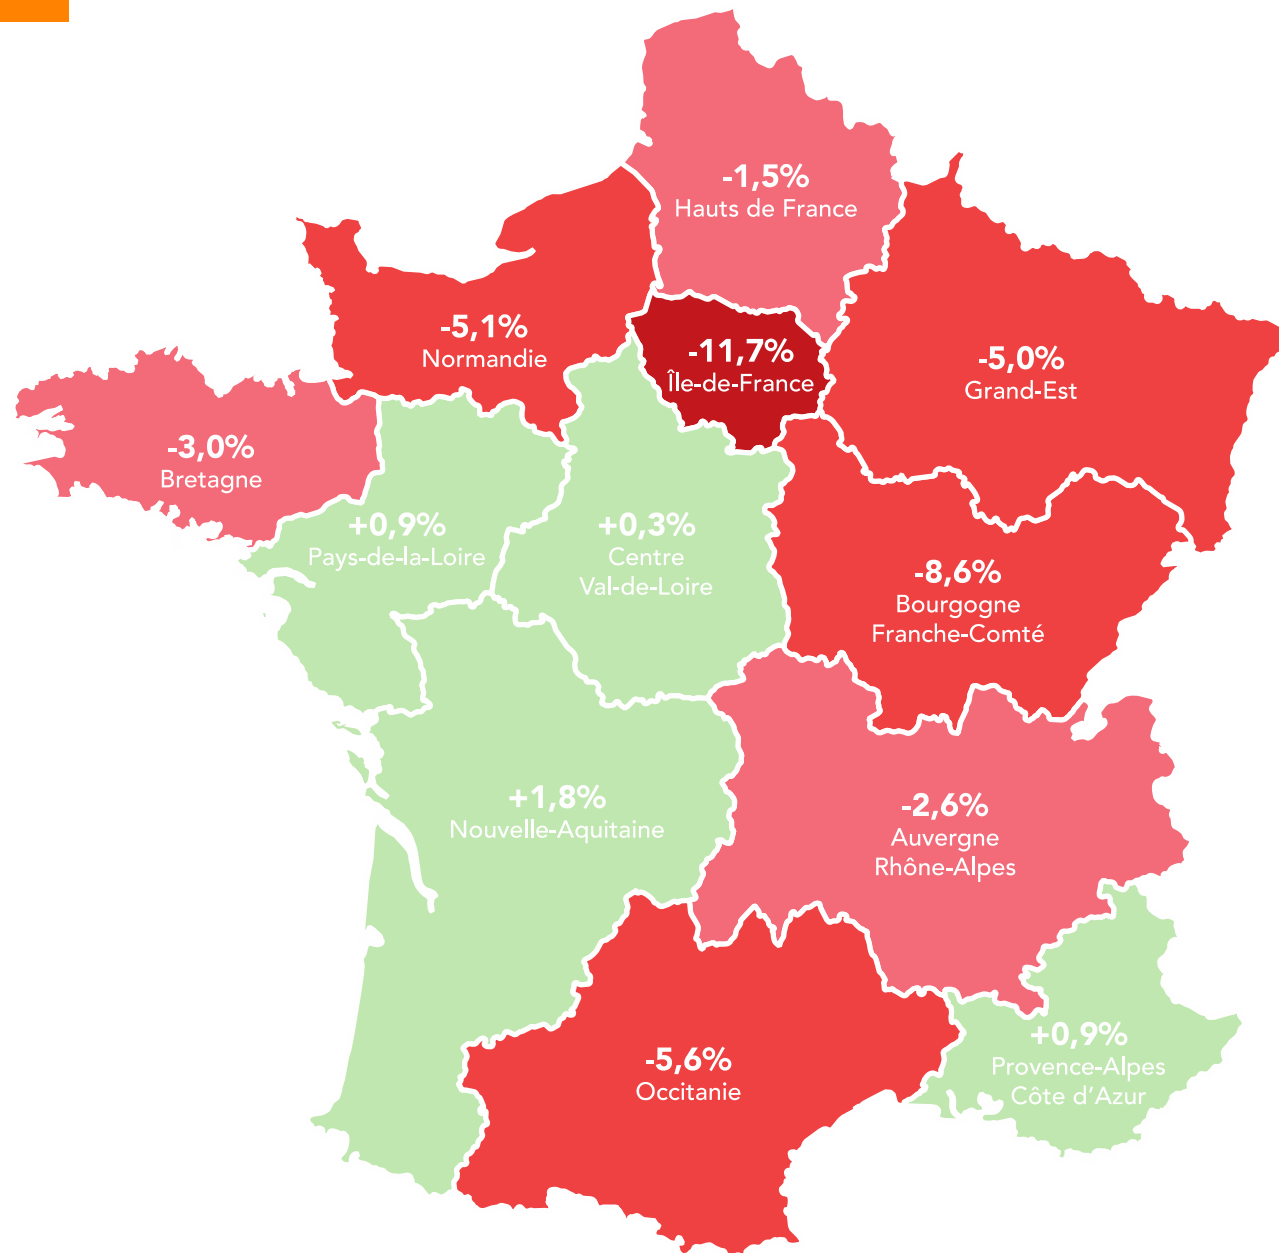 -1,5%
Hauts de France
-5,1%
Normandie
-11,7%
Île-de-France
-5,0%
Grand-Est
-3,0%
Bretagne
+0,9%
Pays-de-la-Loire
+0,3%
Centre
Val-de-Loire
-8,6%
Bourgogne
Franche-Comté
+1,8%
Nouvelle-Aquitaine
-2,6%
Auvergne
Rhône-Alpes
-5,6%
Occitanie
+0,9%
Provence-Alpes
Côte d'Azur